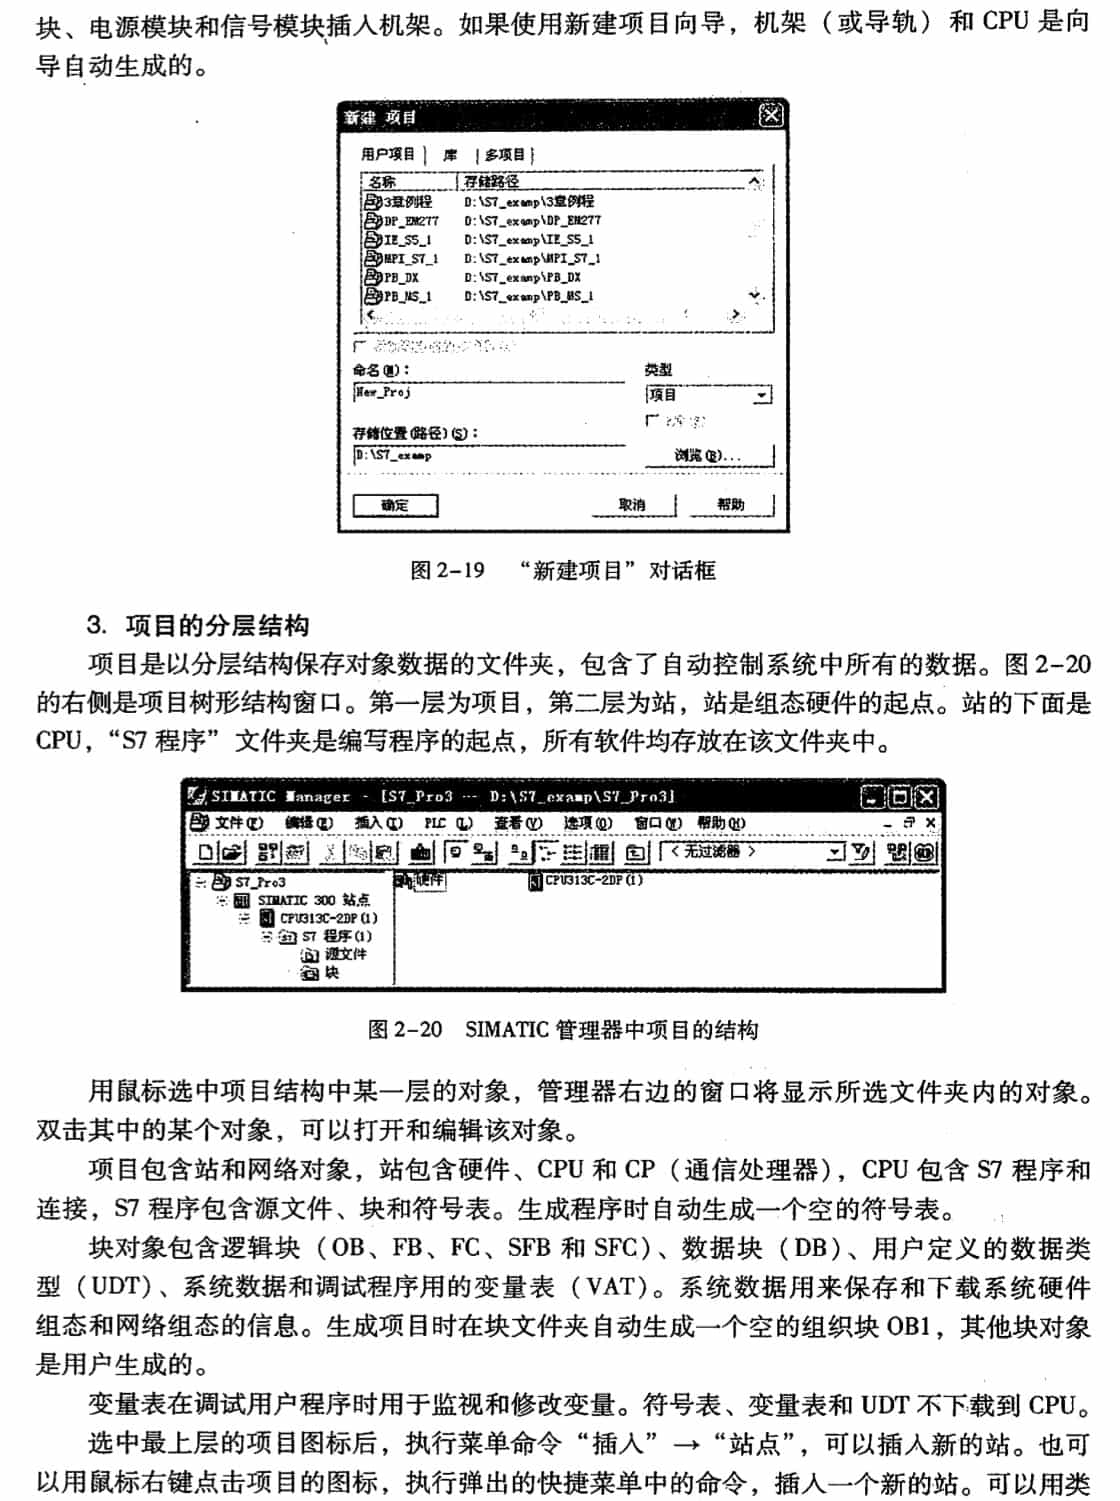 块、电源模块和信号模块插入机架。如果使用新建项目向导，机架（或导轨）和 CPU 是向
导自动生成的。
新建 项目
用户项目 库 多项目
名称 存储路径
3章例程 D:\S7_examp\3章例程
DP_EM277 D:\S7_examp\DP_EM277
IE_S5_1 D:\S7_examp\IE_S5_1
MPI_S7_1 D:\S7_examp\MPI_S7_1
PB_DX D:\S7_examp\PB_DX
PB_MS_1 D:\S7_examp\PB_MS_1
命名(M)： 类型
New_Proj 项目
存储位置(路径)(S)：
D:\S7_examp 浏览(B)...
确定 取消 帮助
图 2-19 “新建项目”对话框
3. 项目的分层结构
项目是以分层结构保存对象数据的文件夹，包含了自动控制系统中所有的数据。图 2-20
的右侧是项目树形结构窗口。第一层为项目，第二层为站，站是组态硬件的起点。站的下面是
CPU，“S7 程序”文件夹是编写程序的起点，所有软件均存放在该文件夹中。
SIMATIC Manager - [S7_Pro3 -- D:\S7_examp\S7_Pro3]
文件(F) 编辑(E) 插入(I) PLC (L) 查看(V) 选项(O) 窗口(W) 帮助(H)
< 无过滤器 >
S7_Pro3 硬件 CPU313C-2DP(1)
SIMATIC 300 站点
CPU313C-2DP(1)
S7 程序(1)
源文件
块
图 2-20 SIMATIC 管理器中项目的结构
用鼠标选中项目结构中某一层的对象，管理器右边的窗口将显示所选文件夹内的对象。
双击其中的某个对象，可以打开和编辑该对象。
项目包含站和网络对象，站包含硬件、CPU 和 CP（通信处理器），CPU 包含 S7 程序和
连接，S7 程序包含源文件、块和符号表。生成程序时自动生成一个空的符号表。
块对象包含逻辑块（OB、FB、FC、SFB 和 SFC）、数据块（DB）、用户定义的数据类
型（UDT）、系统数据和调试程序用的变量表（VAT）。系统数据用来保存和下载系统硬件
组态和网络组态的信息。生成项目时在块文件夹自动生成一个空的组织块 OB1，其他块对象
是用户生成的。
变量表在调试用户程序时用于监视和修改变量。符号表、变量表和 UDT 不下载到 CPU。
选中最上层的项目图标后，执行菜单命令“插入”→“站点”，可以插入新的站。也可
以用鼠标右键点击项目的图标，执行弹出的快捷菜单中的命令，插入一个新的站。可以用类